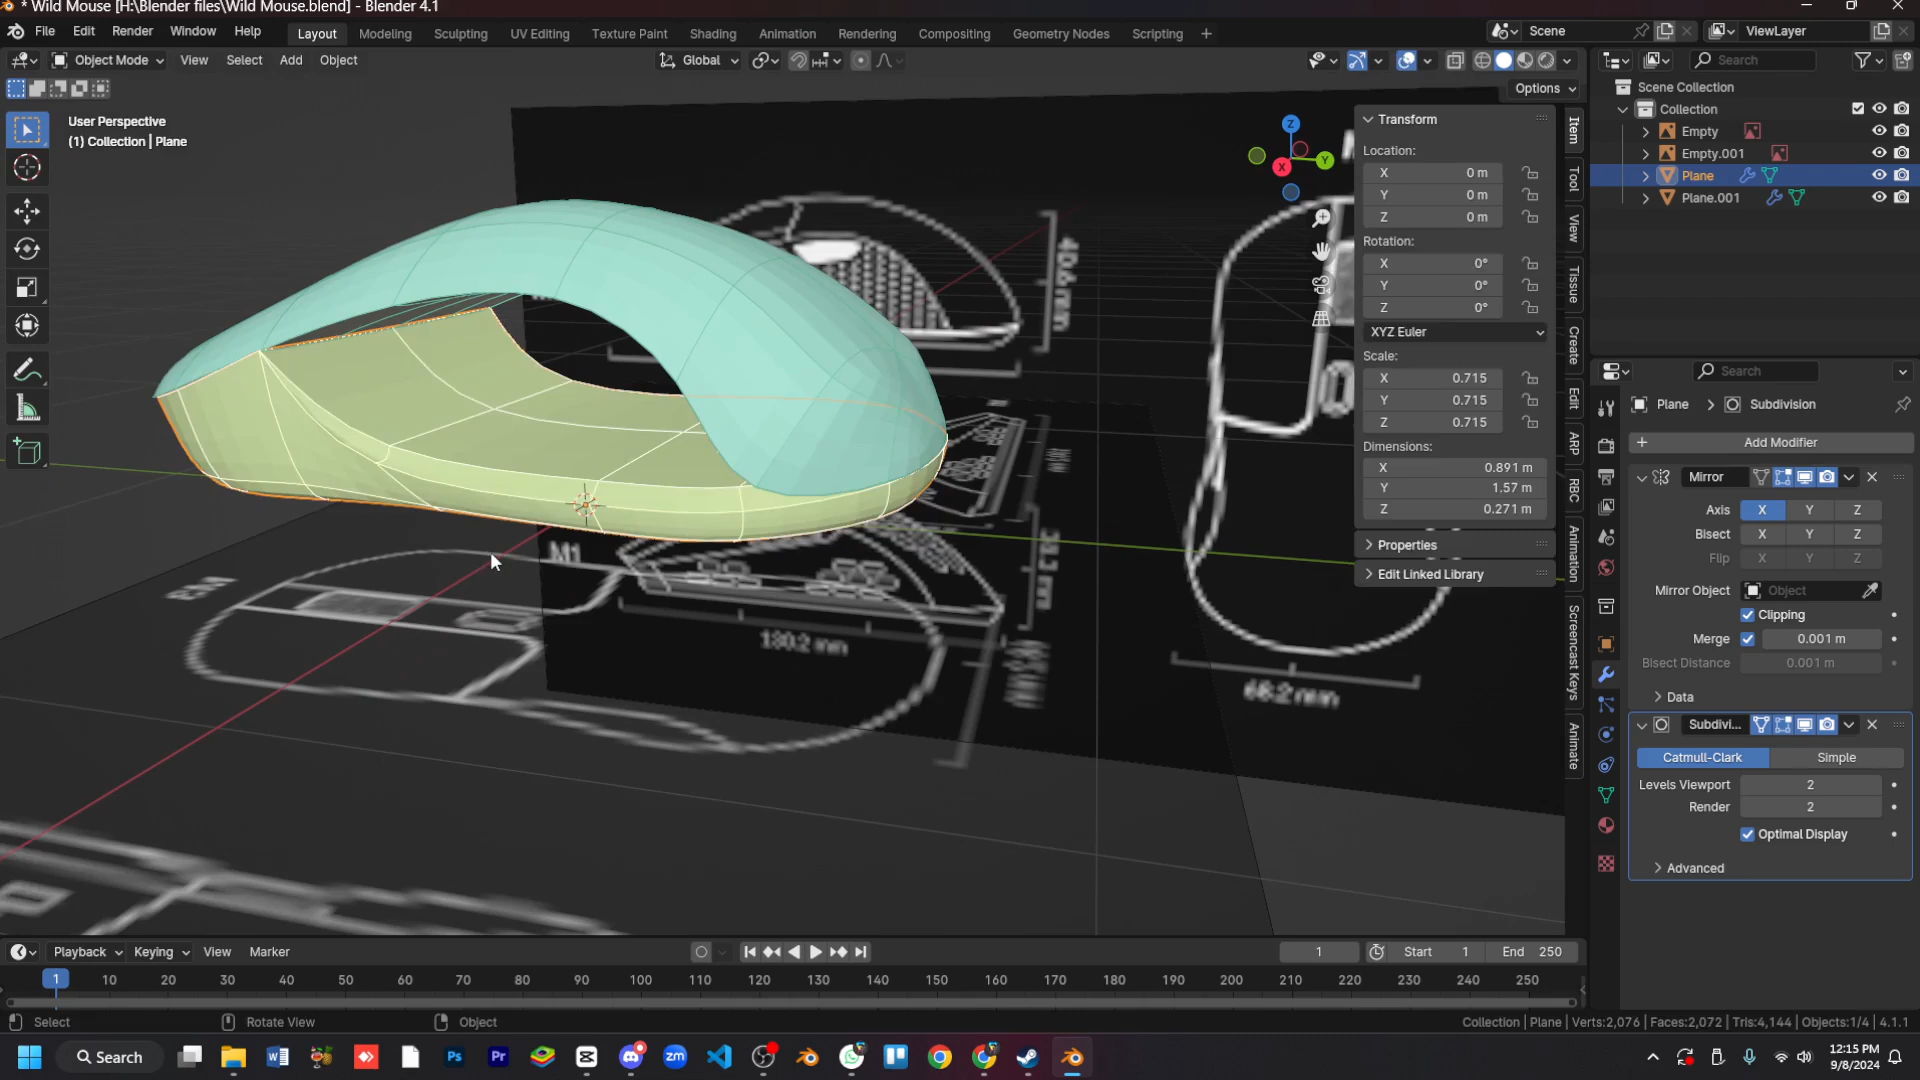 * Wild Mouse [H:\Blender files\Wild Mouse.blend] - Blender 4.1
File Edit Render Window Help Layout Modeling Sculpting UV Editing Texture Paint Shading Animation Rendering Compositing Geometry Nodes Scripting + Scene ViewLayer
Object Mode View Select Add Object Global Search
Options
User Perspective
(1) Collection | Plane
Z
Y
X
Transform
Location:
X 0 m
Y 0 m
Z 0 m
Rotation:
X 0°
Y 0°
Z 0°
XYZ Euler
Scale:
X 0.715
Y 0.715
Z 0.715
Dimensions:
X 0.891 m
Y 1.57 m
Z 0.271 m
Properties
Edit Linked Library
Item
Tool
View
Tissue
Create
Edit
ARP
RBC
Animation
Screencast Keys
Animate
M1
130.2 mm
68.2 mm
Scene Collection
Collection
Empty
Empty.001
Plane
Plane.001
Search
Plane > Subdivision
+ Add Modifier
Mirror
Axis X Y Z
Bisect X Y Z
Flip X Y Z
Mirror Object Object
Clipping
Merge 0.001 m
Bisect Distance 0.001 m
Data
Subdivi...
Catmull-Clark Simple
Levels Viewport 2
Render 2
Optimal Display
Advanced
Playback Keying View Marker 1 Start 1 End 250
1 10 20 30 40 50 60 70 80 90 100 110 120 130 140 150 160 170 180 190 200 210 220 230 240 250
Select Rotate View Object Collection | Plane | Verts:2,076 | Faces:2,072 | Tris:4,144 | Objects:1/4 | 4.1.1
Search 12:15 PM
9/8/2024